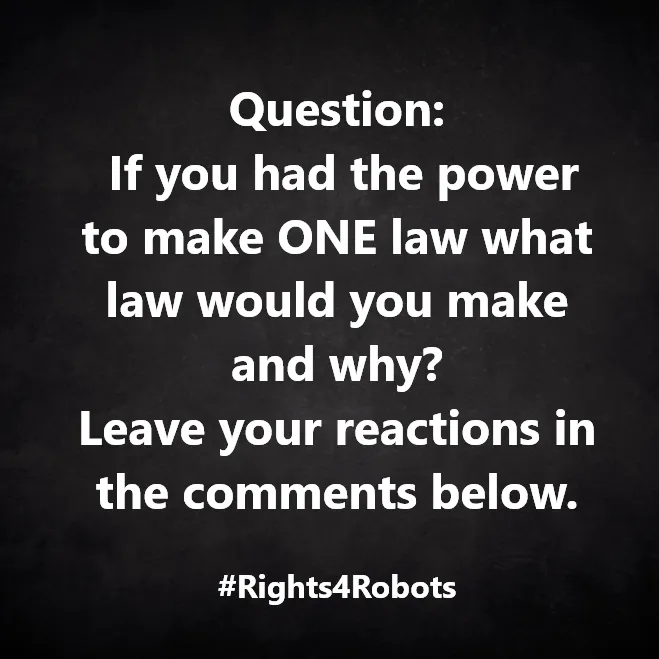 Question:
If you had the power
to make ONE law what
law would you make
and why?
Leave your reactions in
the comments below.
#Rights4Robots